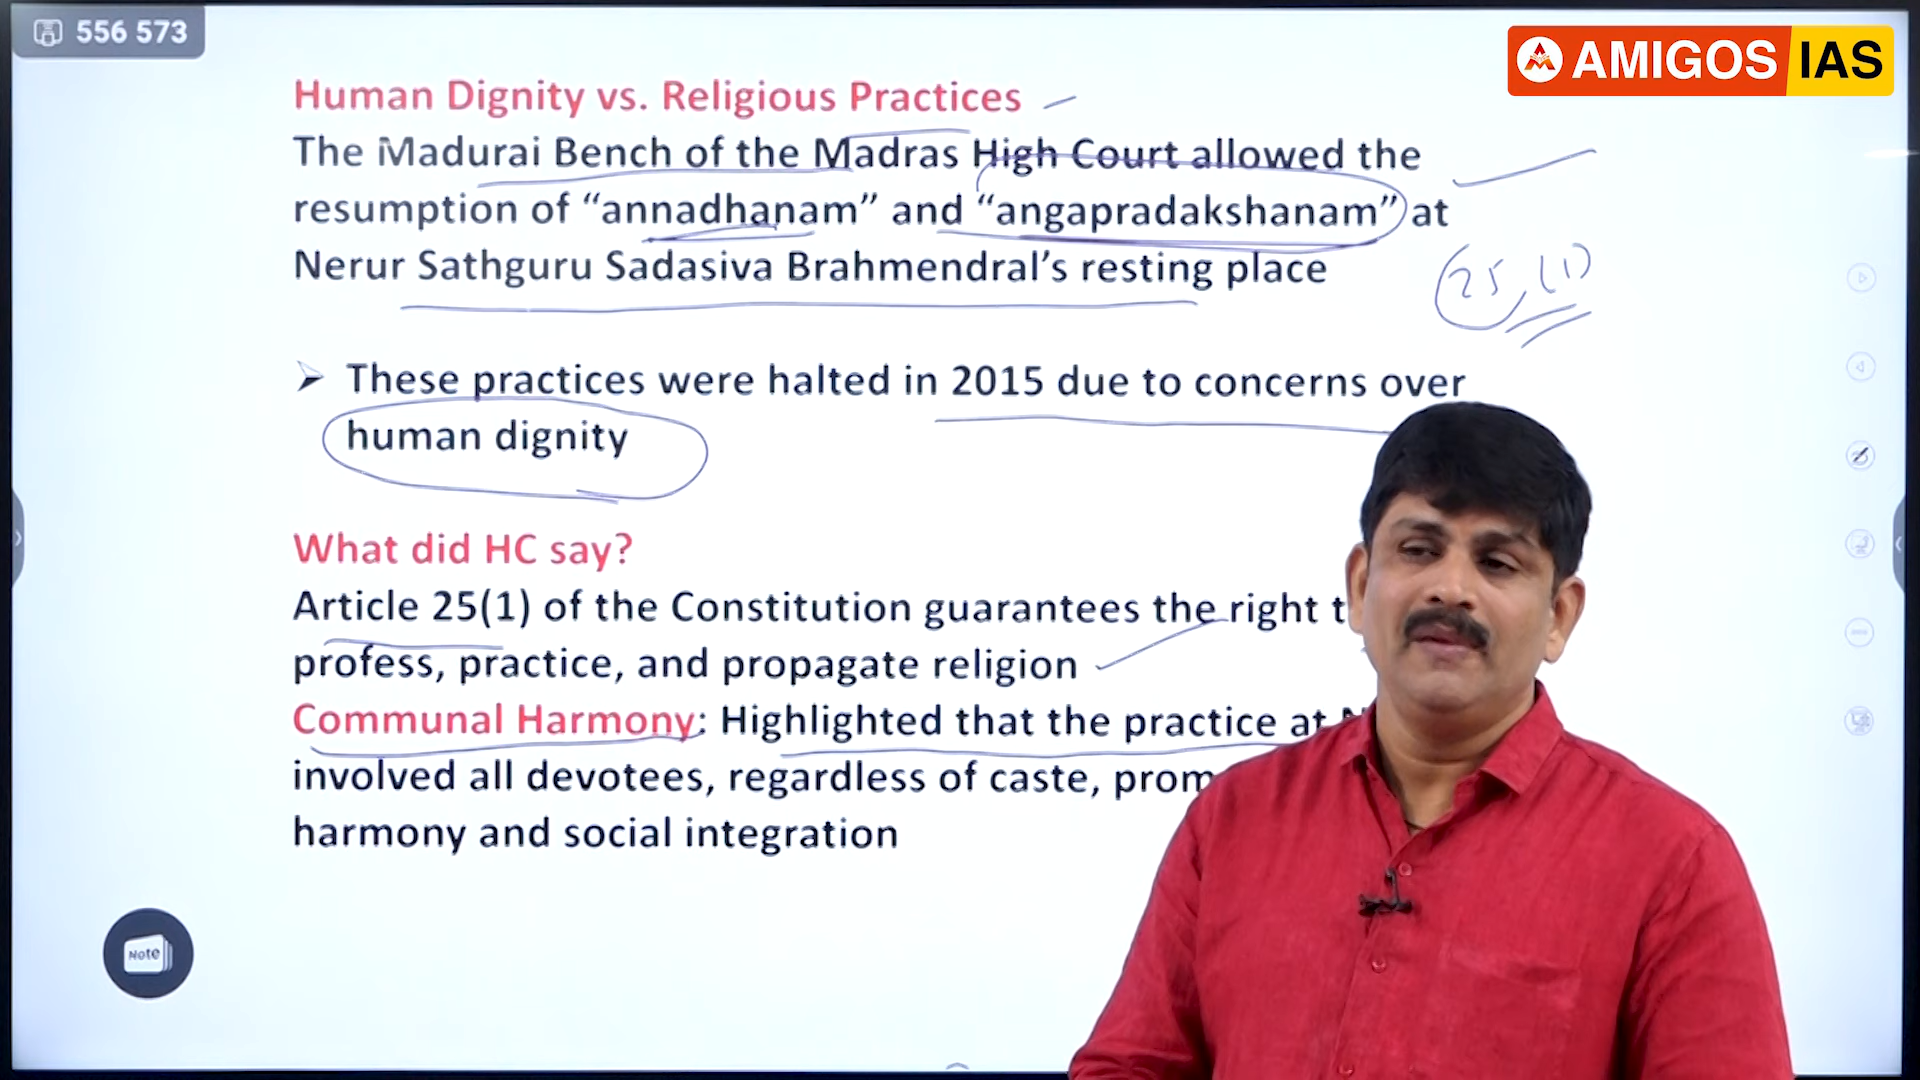 556 573
AMIGOS IAS
Human Dignity vs. Religious Practices
The Madurai Bench of the Madras High Court allowed the
resumption of “annadhanam” and “angapradakshanam” at
Nerur Sathguru Sadasiva Brahmendral’s resting place
25, (1)
➢ These practices were halted in 2015 due to concerns over
human dignity
What did HC say?
Article 25(1) of the Constitution guarantees the right
profess, practice, and propagate religion
Communal Harmony: Highlighted that the practice at
involved all devotees, regardless of caste,
harmony and social integration
Note